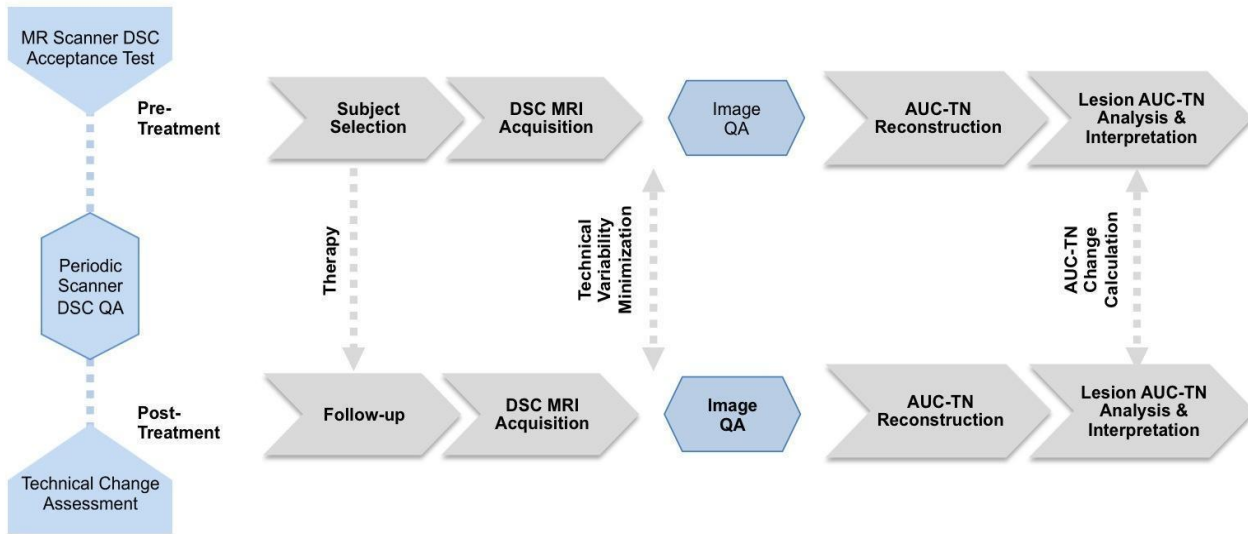 MR Scanner DSC
Acceptance Test
Pre-
Treatment
Subject
Selection
DSC MRI
Acquisition
Image
QA
AUC-TN
Reconstruction
Lesion AUC-TN
Analysis &
Interpretation
Periodic
Scanner
DSC QA
Therapy
Technical
Variability
Minimization
AUC-TN
Change
Calculation
Post-
Treatment
Follow-up
DSC MRI
Acquisition
Image
QA
AUC-TN
Reconstruction
Lesion AUC-TN
Analysis &
Interpretation
Technical Change
Assessment